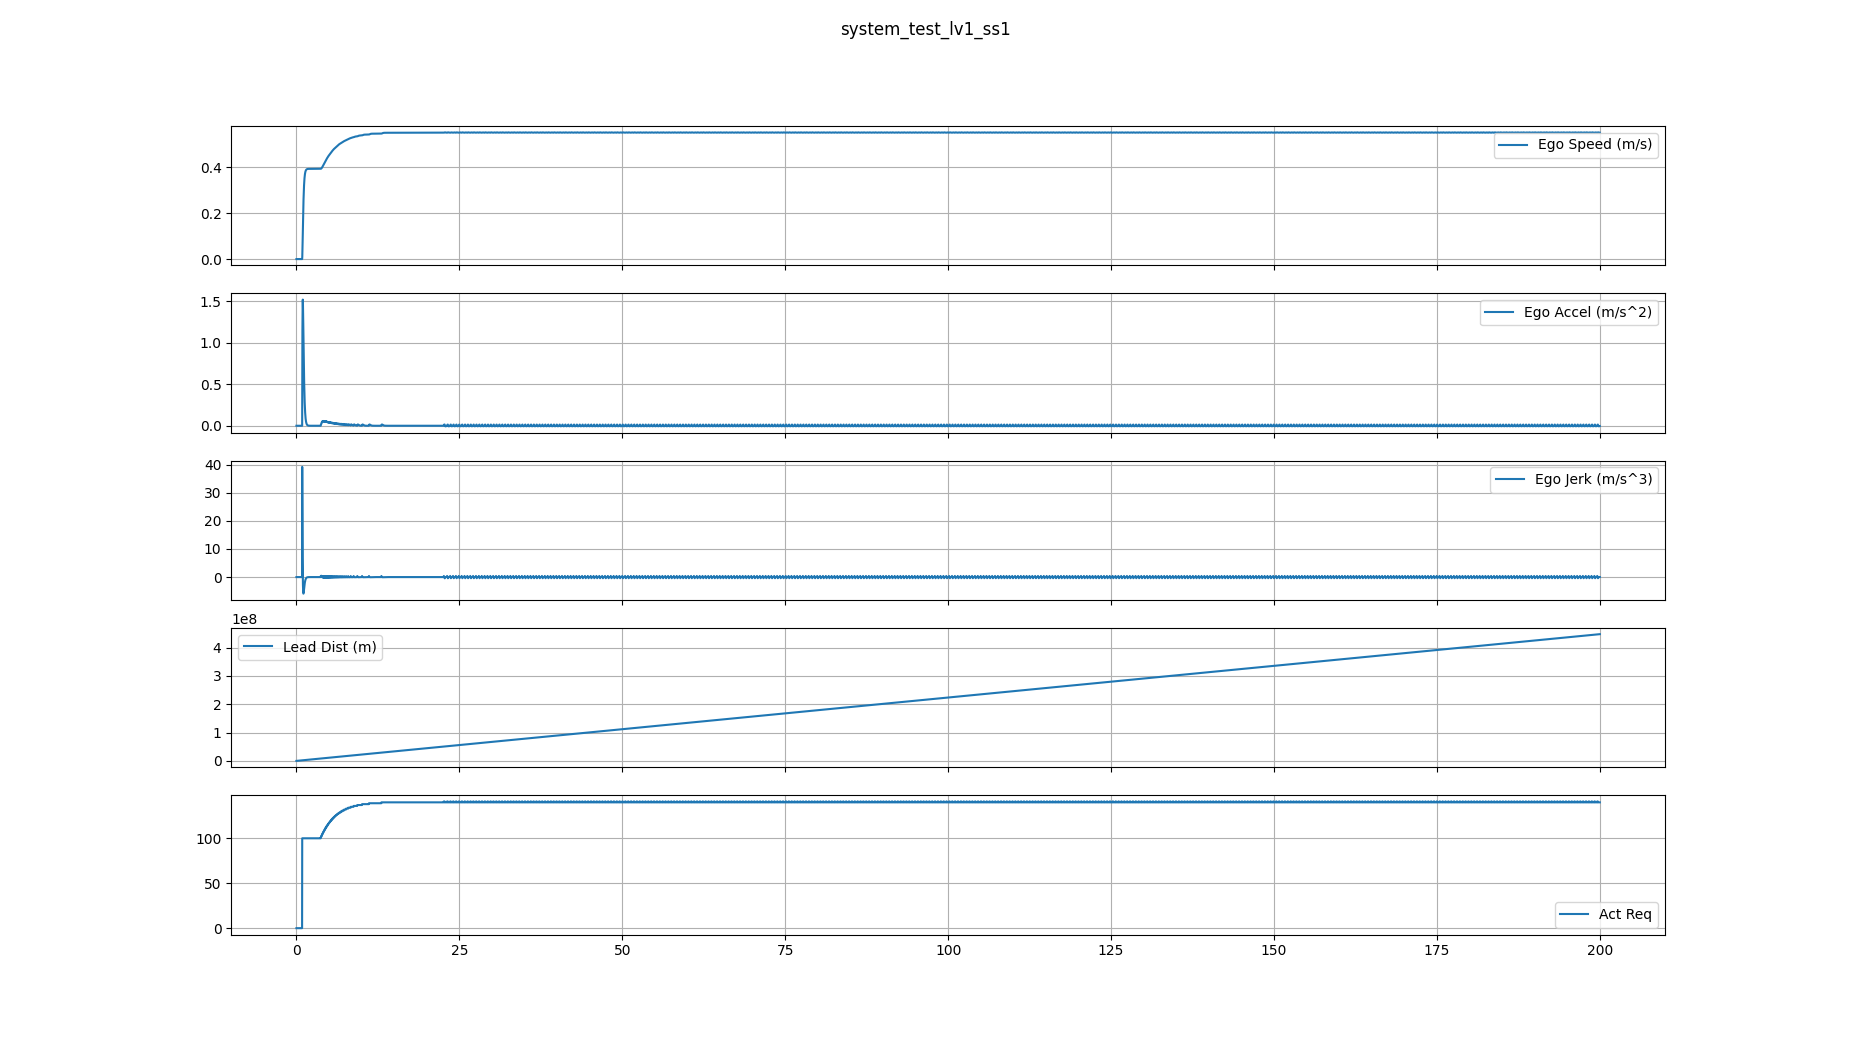 system_test_lv1_ss1
0.4
0.2
0.0
Ego Speed (m/s)
1.5
1.0
0.5
0.0
Ego Accel (m/s^2)
40
30
20
10
0
Ego Jerk (m/s^3)
1e8
4
3
2
1
0
Lead Dist (m)
100
50
0
Act Req
0 25 50 75 100 125 150 175 200